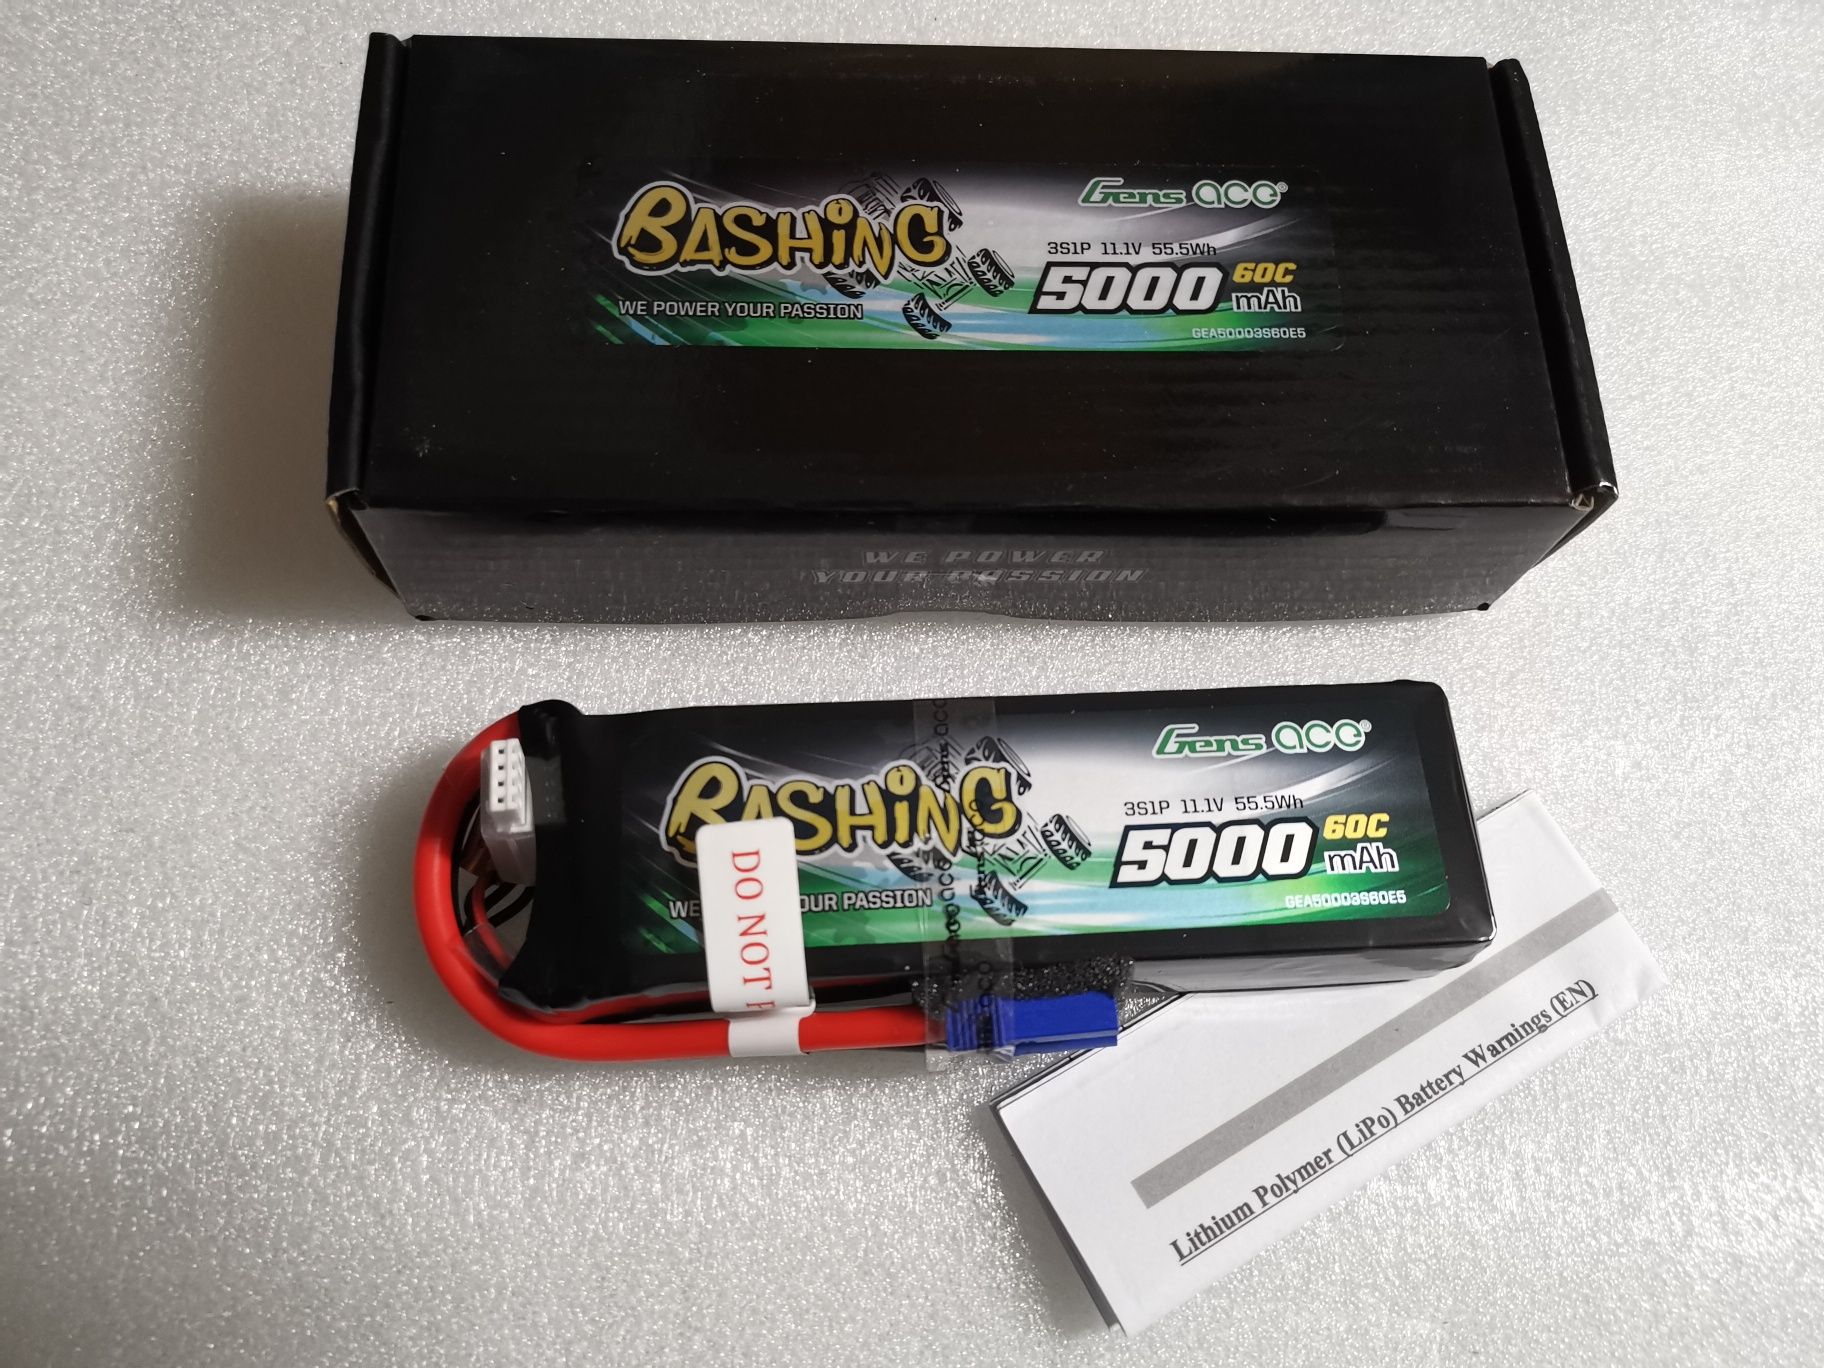 BASHING
WE POWER YOUR PASSION
Gens ace®
3S1P 11.1V 55.5Wh
5000 60C mAh
GEA50003S60E5
WE POWER
YOUR PASSION
BASHING
WE OUR PASSION
DO NOT
Gens ace®
3S1P 11.1V 55.5Wh
5000 60C mAh
GEA50003S60E5
Lithium Polymer (LiPo) Battery Warnings (EN)